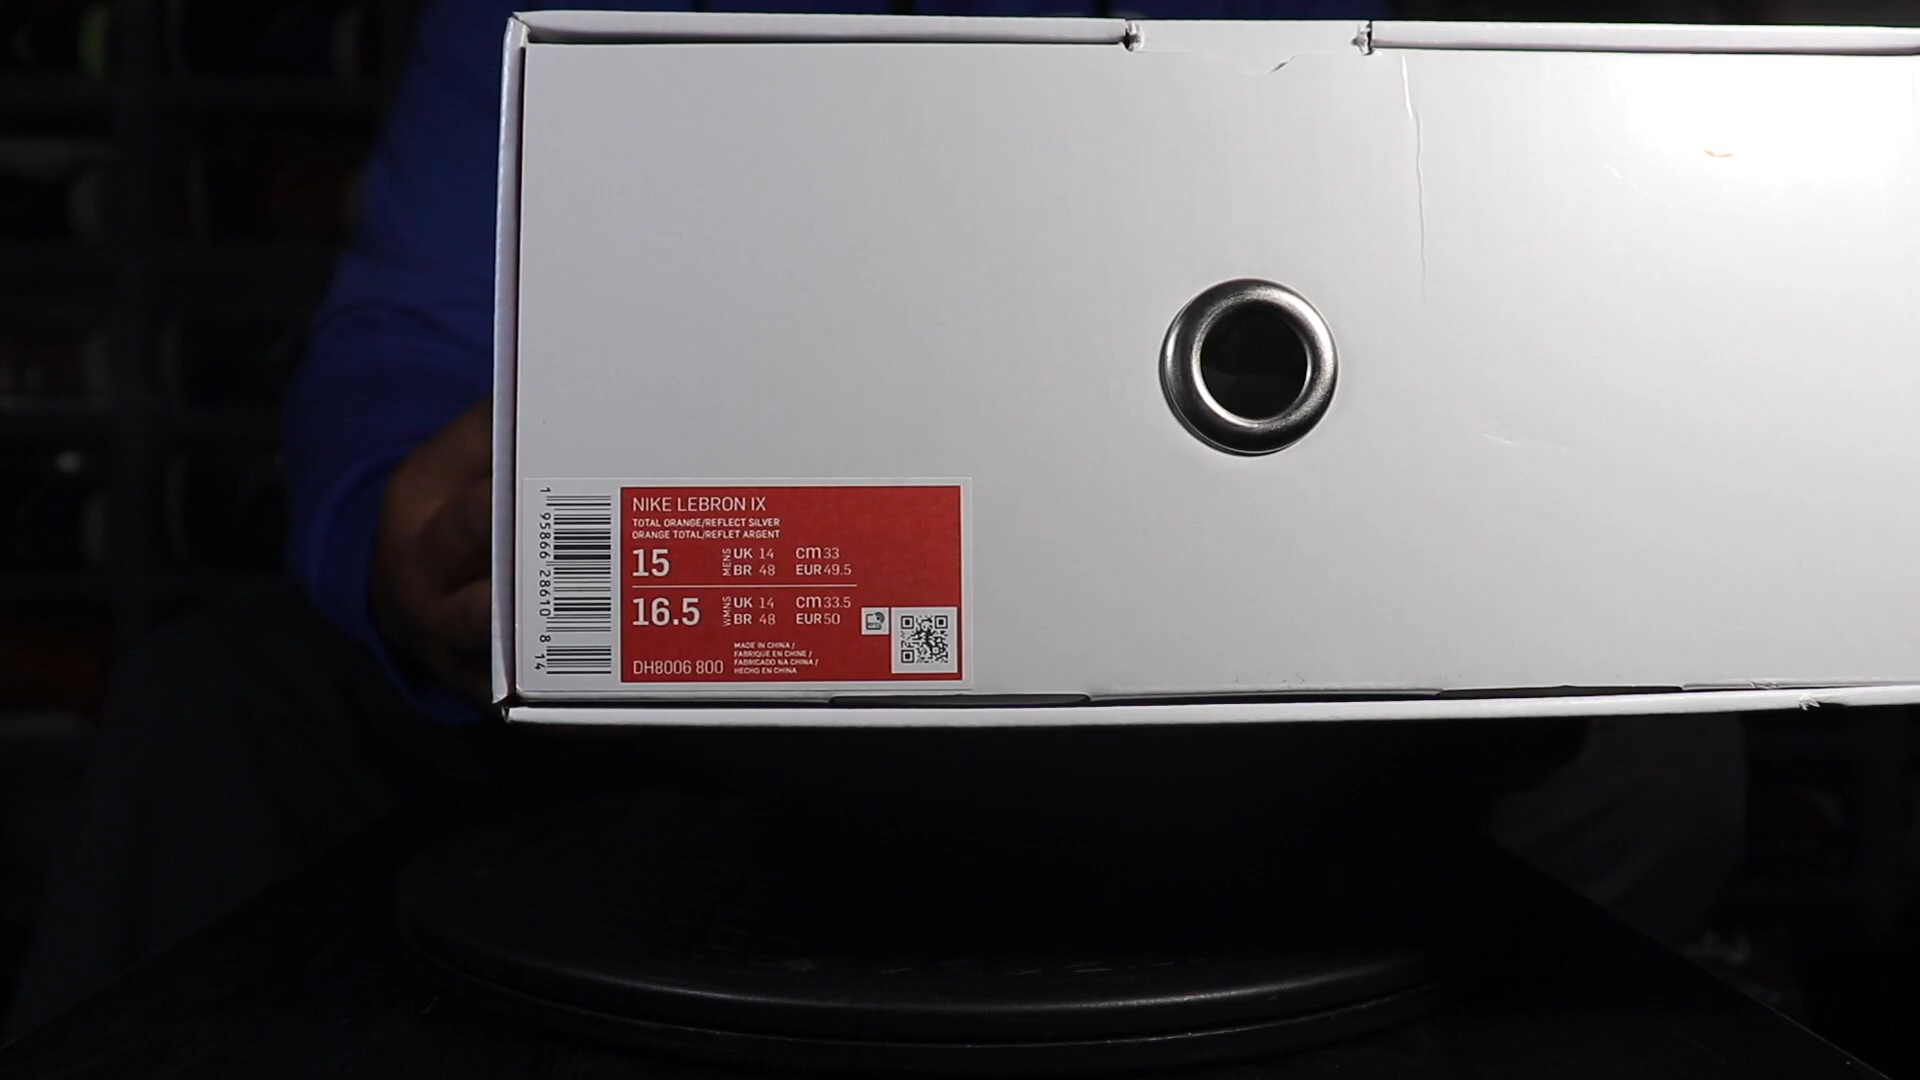 NIKE LEBRON IX
TOTAL ORANGE/REFLECT SILVER
ORANGE TOTAL/REFLET ARGENT
15 MENS UK 14 cm 33
BR 48 EUR 49.5
16.5 WMNS UK 14 cm 33.5
BR 48 EUR 50
DH8006 800
MADE IN CHINA /
FABRIQUE EN CHINE /
FABRICADO NA CHINA /
HECHO EN CHINA
1 95866 28610 8 14